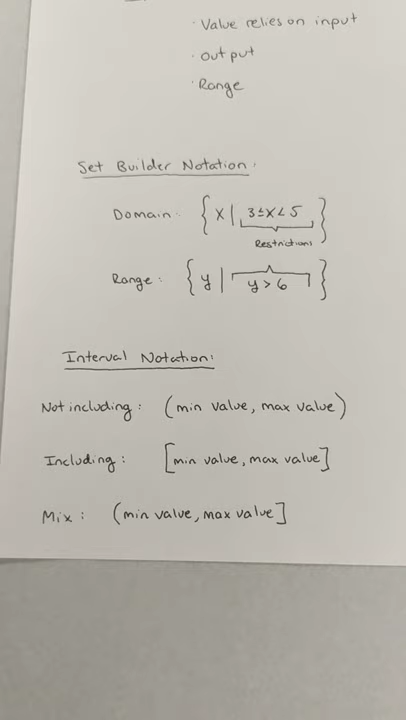 · Value relies on input
· output
· Range
Set Builder Notation:
Domain: {x | 3≤x<5}
Restrictions
Range: {y | y>6}
Interval Notation:
Not including: (min value, max value)
Including: [min value, max value]
Mix: (min value, max value]